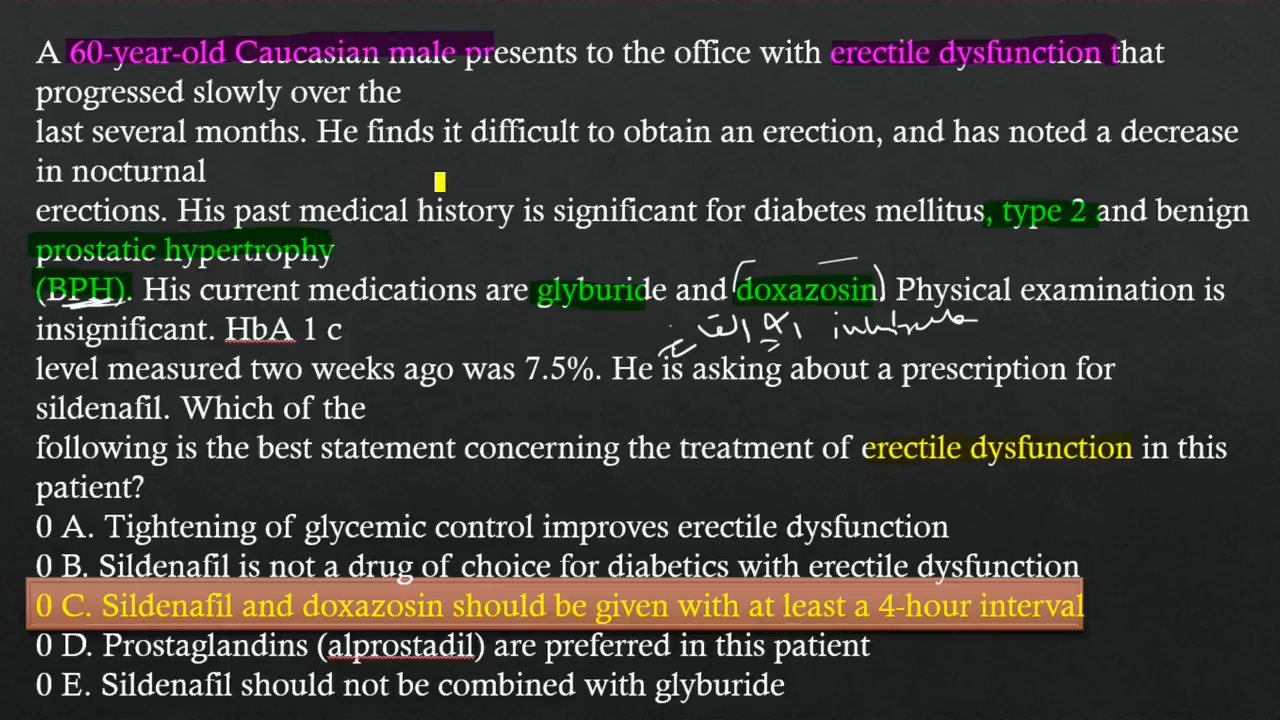 A 60-year-old Caucasian male presents to the office with erectile dysfunction that
progressed slowly over the
last several months. He finds it difficult to obtain an erection, and has noted a decrease
in nocturnal
erections. His past medical history is significant for diabetes mellitus, type 2 and benign
prostatic hypertrophy
(BPH). His current medications are glyburide and doxazosin. Physical examination is
insignificant. HbA 1 c
level measured two weeks ago was 7.5%. He is asking about a prescription for
sildenafil. Which of the
following is the best statement concerning the treatment of erectile dysfunction in this
patient?
0 A. Tightening of glycemic control improves erectile dysfunction
0 B. Sildenafil is not a drug of choice for diabetics with erectile dysfunction
0 C. Sildenafil and doxazosin should be given with at least a 4-hour interval
0 D. Prostaglandins (alprostadil) are preferred in this patient
0 E. Sildenafil should not be combined with glyburide